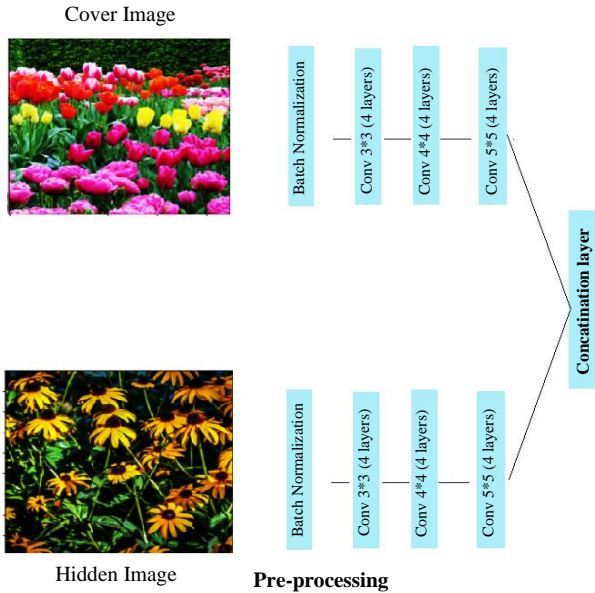 Cover Image
Batch Normalization
Conv 3*3 (4 layers)
Conv 4*4 (4 layers)
Conv 5*5 (4 layers)
Concatination layer
Batch Normalization
Conv 3*3 (4 layers)
Conv 4*4 (4 layers)
Conv 5*5 (4 layers)
Hidden Image
Pre-processing